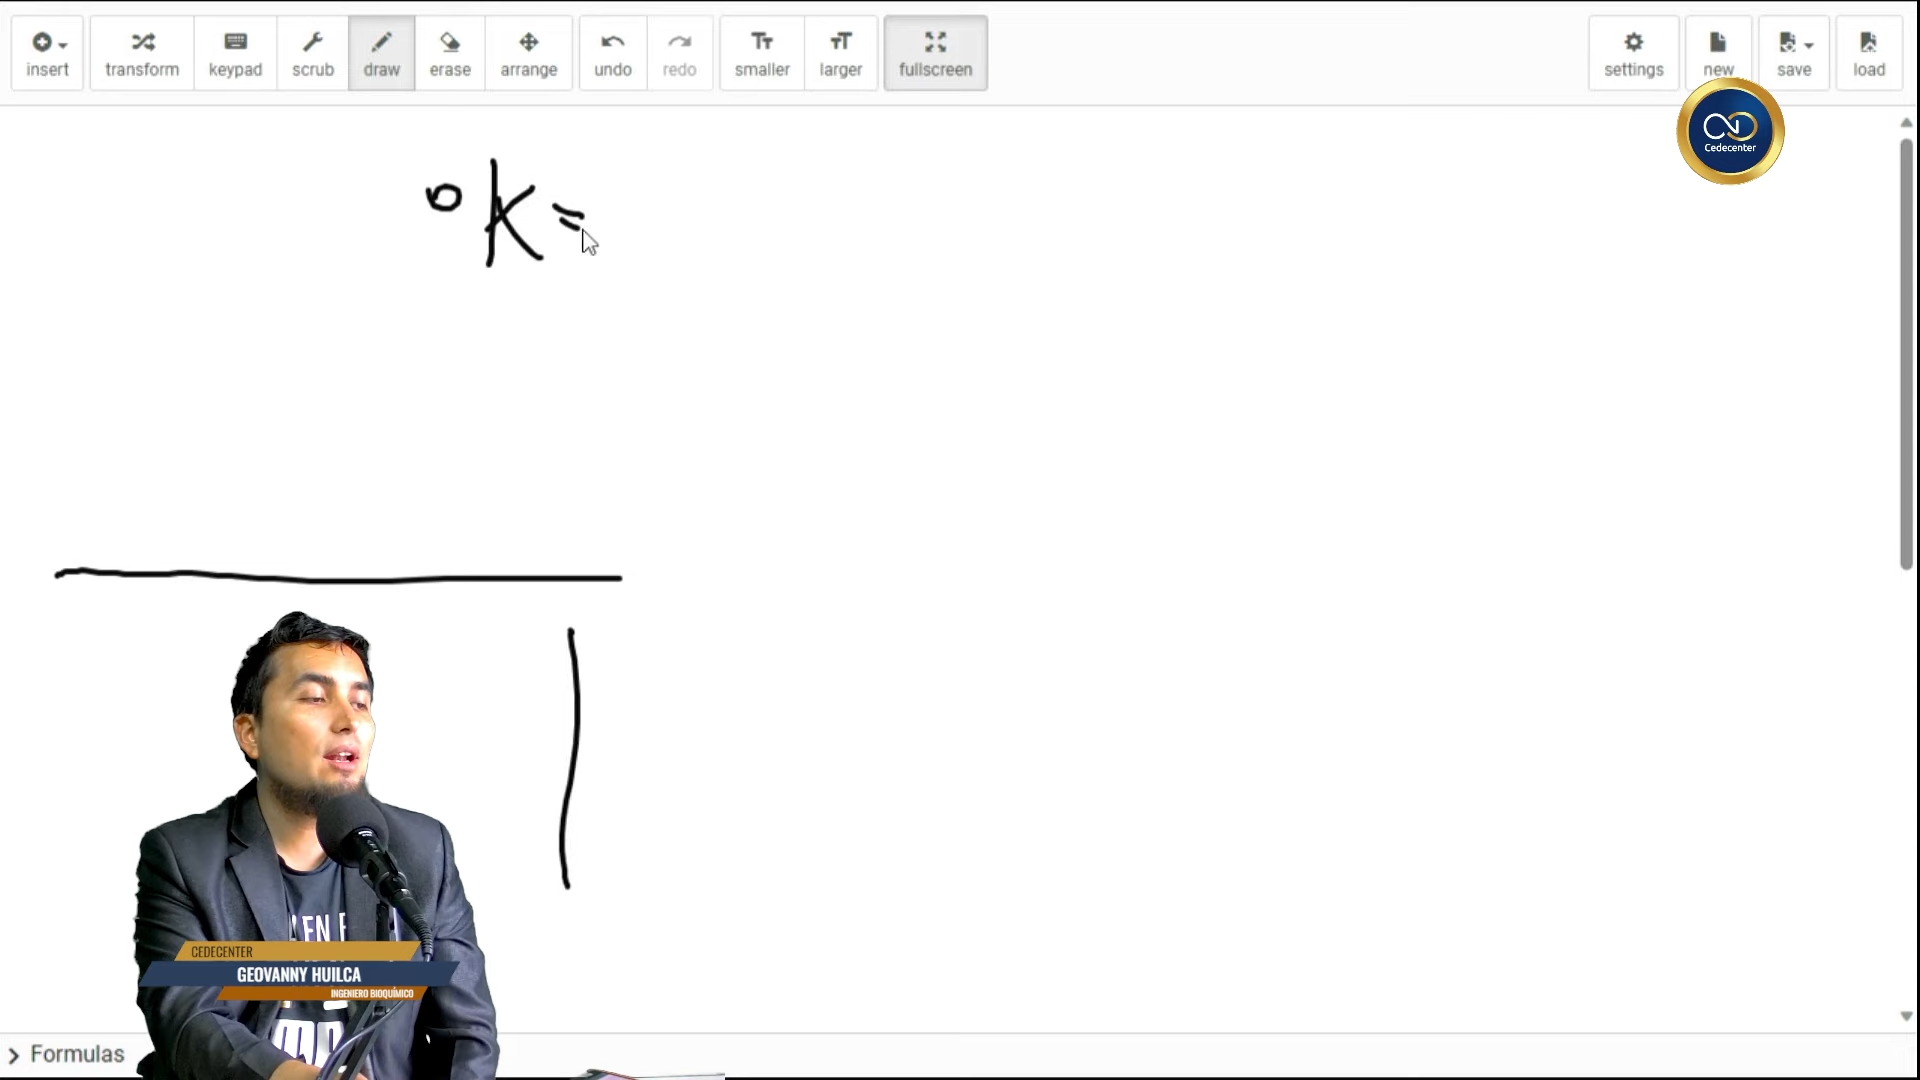 insert
transform
keypad
scrub
draw
erase
arrange
undo
redo
smaller
larger
fullscreen
settings
new
save
load
Cedecenter
°K=
CEDECENTER
GEOVANNY HUILCA
INGENIERO BIOQUÍMICO
Formulas